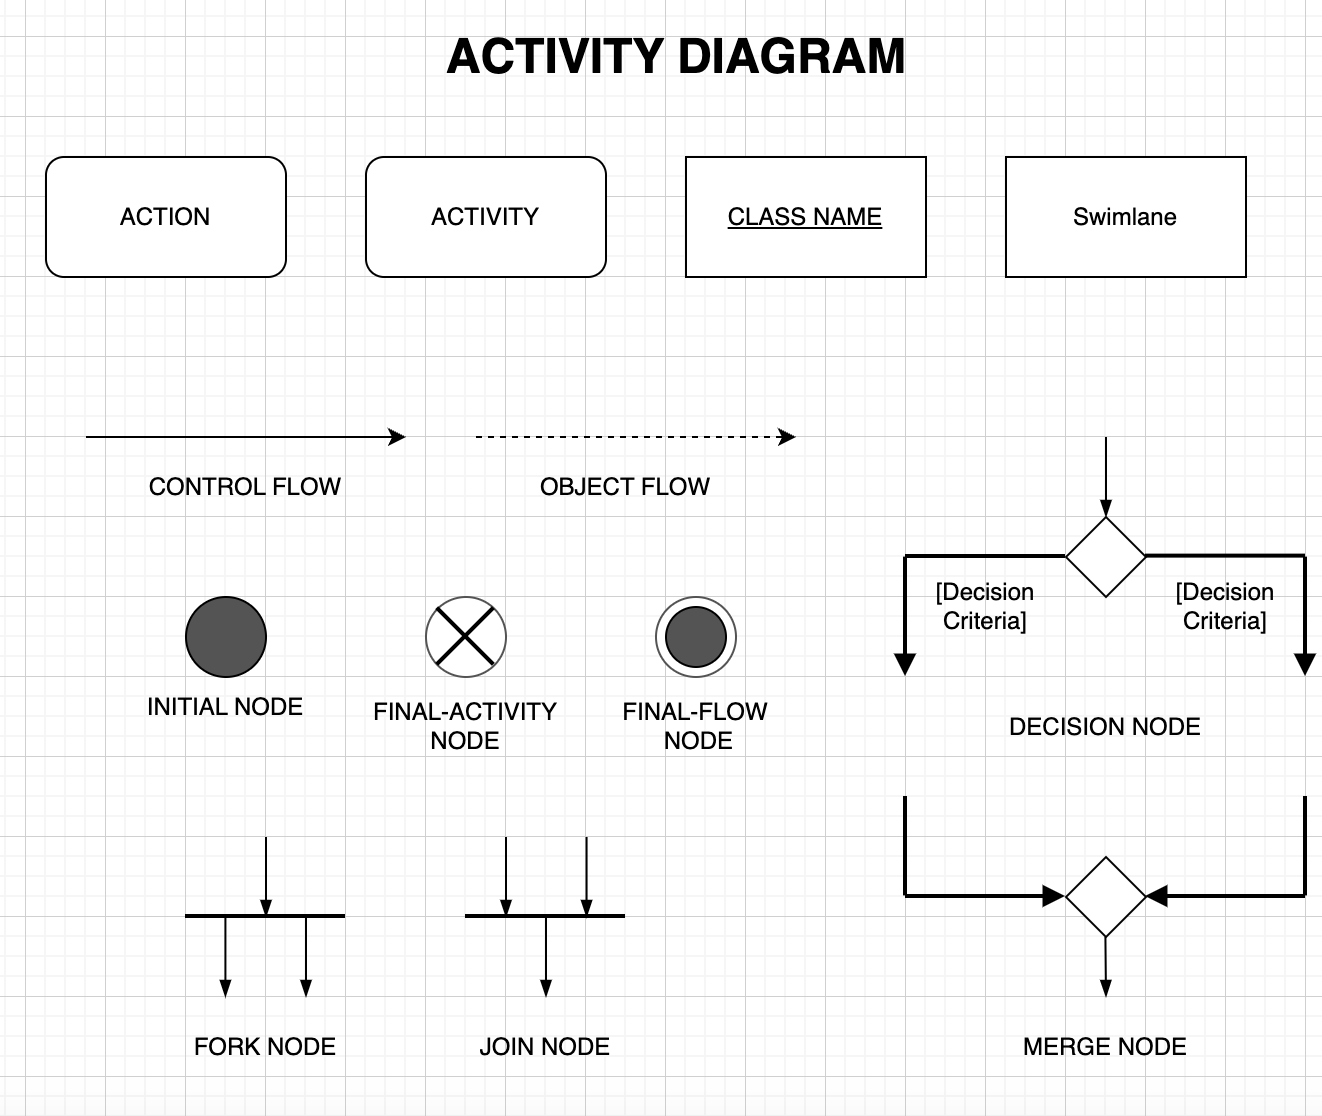 ACTIVITY DIAGRAM
ACTION
ACTIVITY
CLASS NAME
Swimlane
CONTROL FLOW
OBJECT FLOW
[Decision
Criteria]
[Decision
Criteria]
INITIAL NODE
FINAL-ACTIVITY
NODE
FINAL-FLOW
NODE
DECISION NODE
FORK NODE
JOIN NODE
MERGE NODE